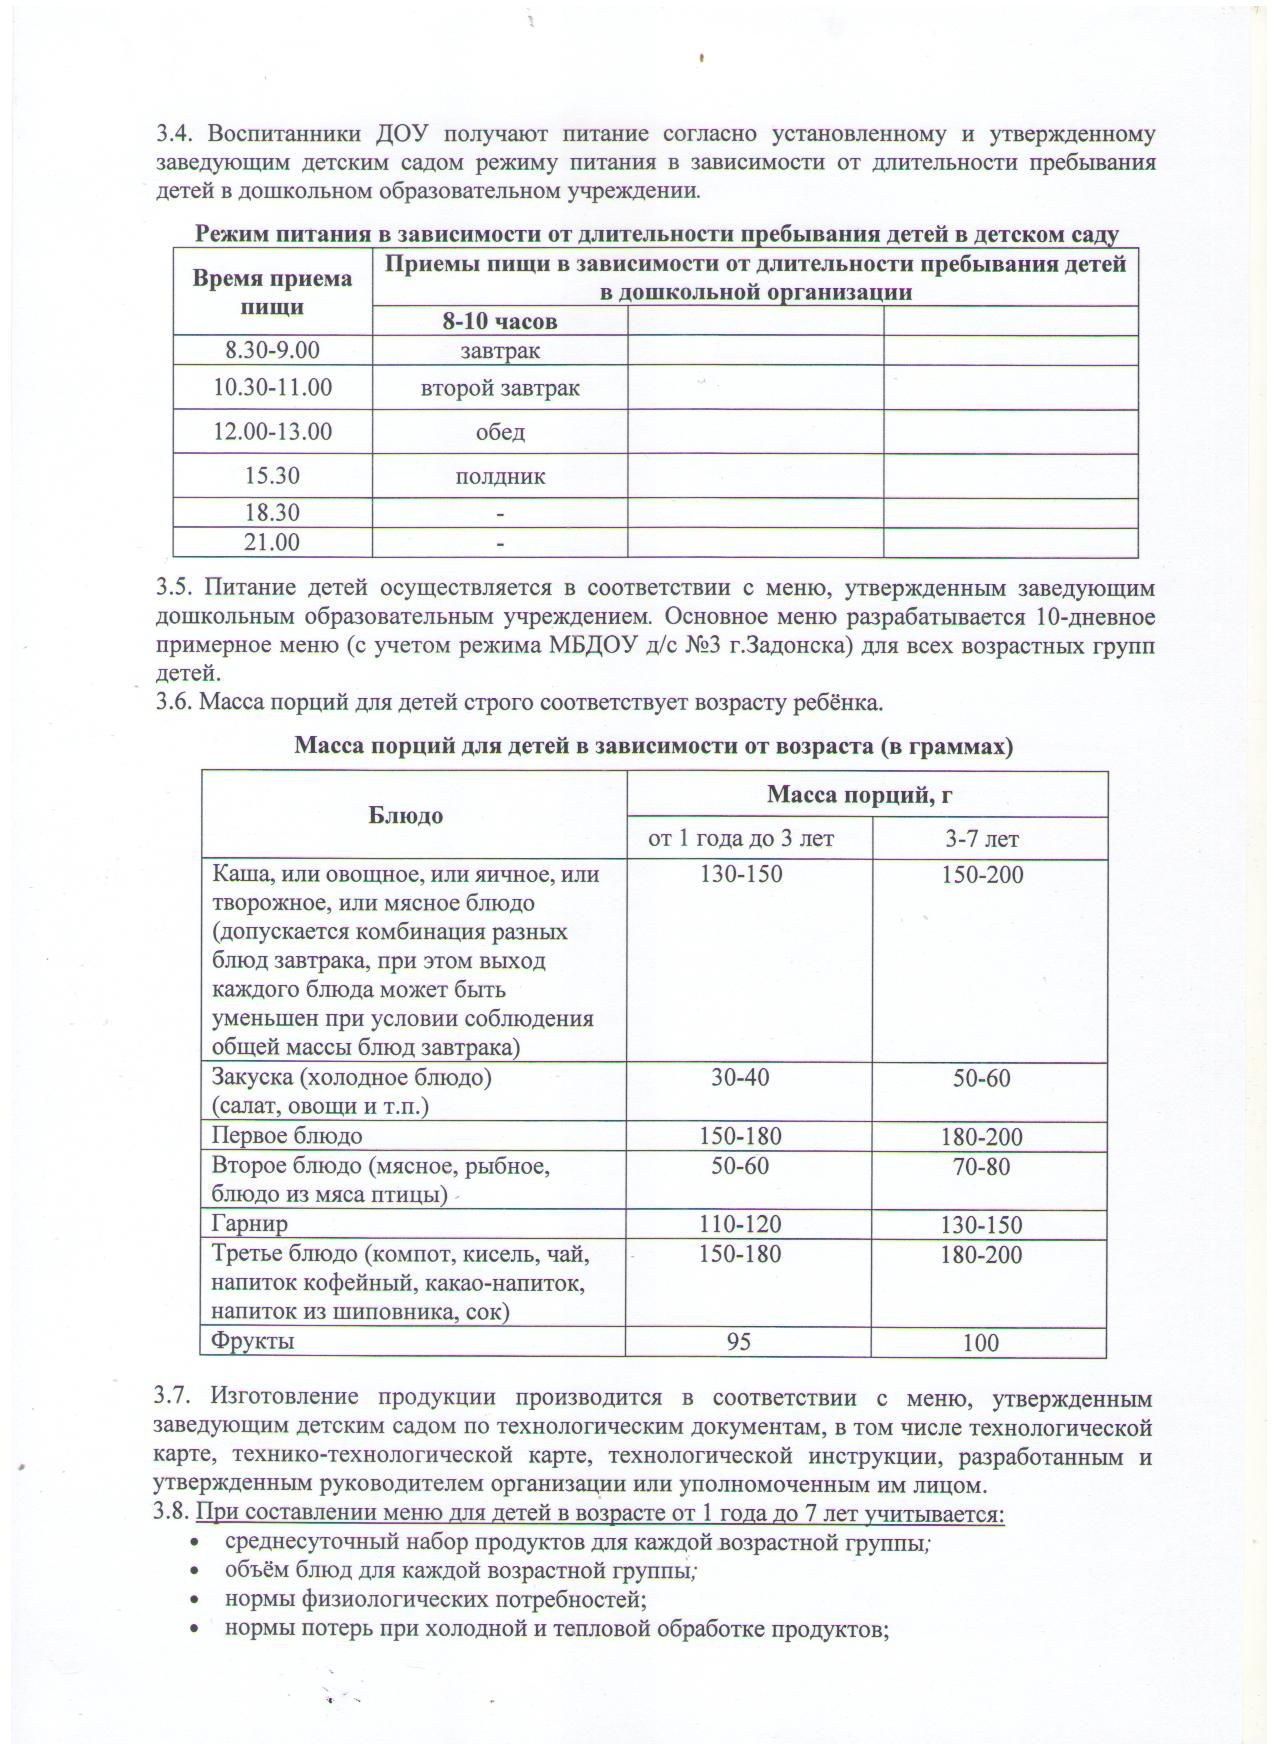 3.4. Воспитанники ДОУ получают питание согласно установленному и утвержденному
заведующим детским садом режиму питания в зависимости от длительности пребывания
детей в дошкольном образовательном учреждении.
Режим питания в зависимости от длительности пребывания детей в детском саду
Время приема
пищи
Приемы пищи в зависимости от длительности пребывания детей
в дошкольной организации
8-10 часов
8.30-9.00 завтрак
10.30-11.00 второй завтрак
12.00-13.00 обед
15.30 полдник
18.30 -
21.00 -
3.5. Питание детей осуществляется в соответствии с меню, утвержденным заведующим
дошкольным образовательным учреждением. Основное меню разрабатывается 10-дневное
примерное меню (с учетом режима МБДОУ д/с №3 г.Задонска) для всех возрастных групп
детей.
3.6. Масса порций для детей строго соответствует возрасту ребёнка.
Масса порций для детей в зависимости от возраста (в граммах)
Блюдо
Масса порций, г
от 1 года до 3 лет 3-7 лет
Каша, или овощное, или яичное, или 130-150 150-200
творожное, или мясное блюдо
(допускается комбинация разных
блюд завтрака, при этом выход
каждого блюда может быть
уменьшен при условии соблюдения
общей массы блюд завтрака)
Закуска (холодное блюдо) 30-40 50-60
(салат, овощи и т.п.)
Первое блюдо 150-180 180-200
Второе блюдо (мясное, рыбное, 50-60 70-80
блюдо из мяса птицы)
Гарнир 110-120 130-150
Третье блюдо (компот, кисель, чай, 150-180 180-200
напиток кофейный, какао-напиток,
напиток из шиповника, сок)
Фрукты 95 100
3.7. Изготовление продукции производится в соответствии с меню, утвержденным
заведующим детским садом по технологическим документам, в том числе технологической
карте, технико-технологической карте, технологической инструкции, разработанным и
утвержденным руководителем организации или уполномоченным им лицом.
3.8. При составлении меню для детей в возрасте от 1 года до 7 лет учитывается:
• среднесуточный набор продуктов для каждой возрастной группы;
• объём блюд для каждой возрастной группы;
• нормы физиологических потребностей;
• нормы потерь при холодной и тепловой обработке продуктов;